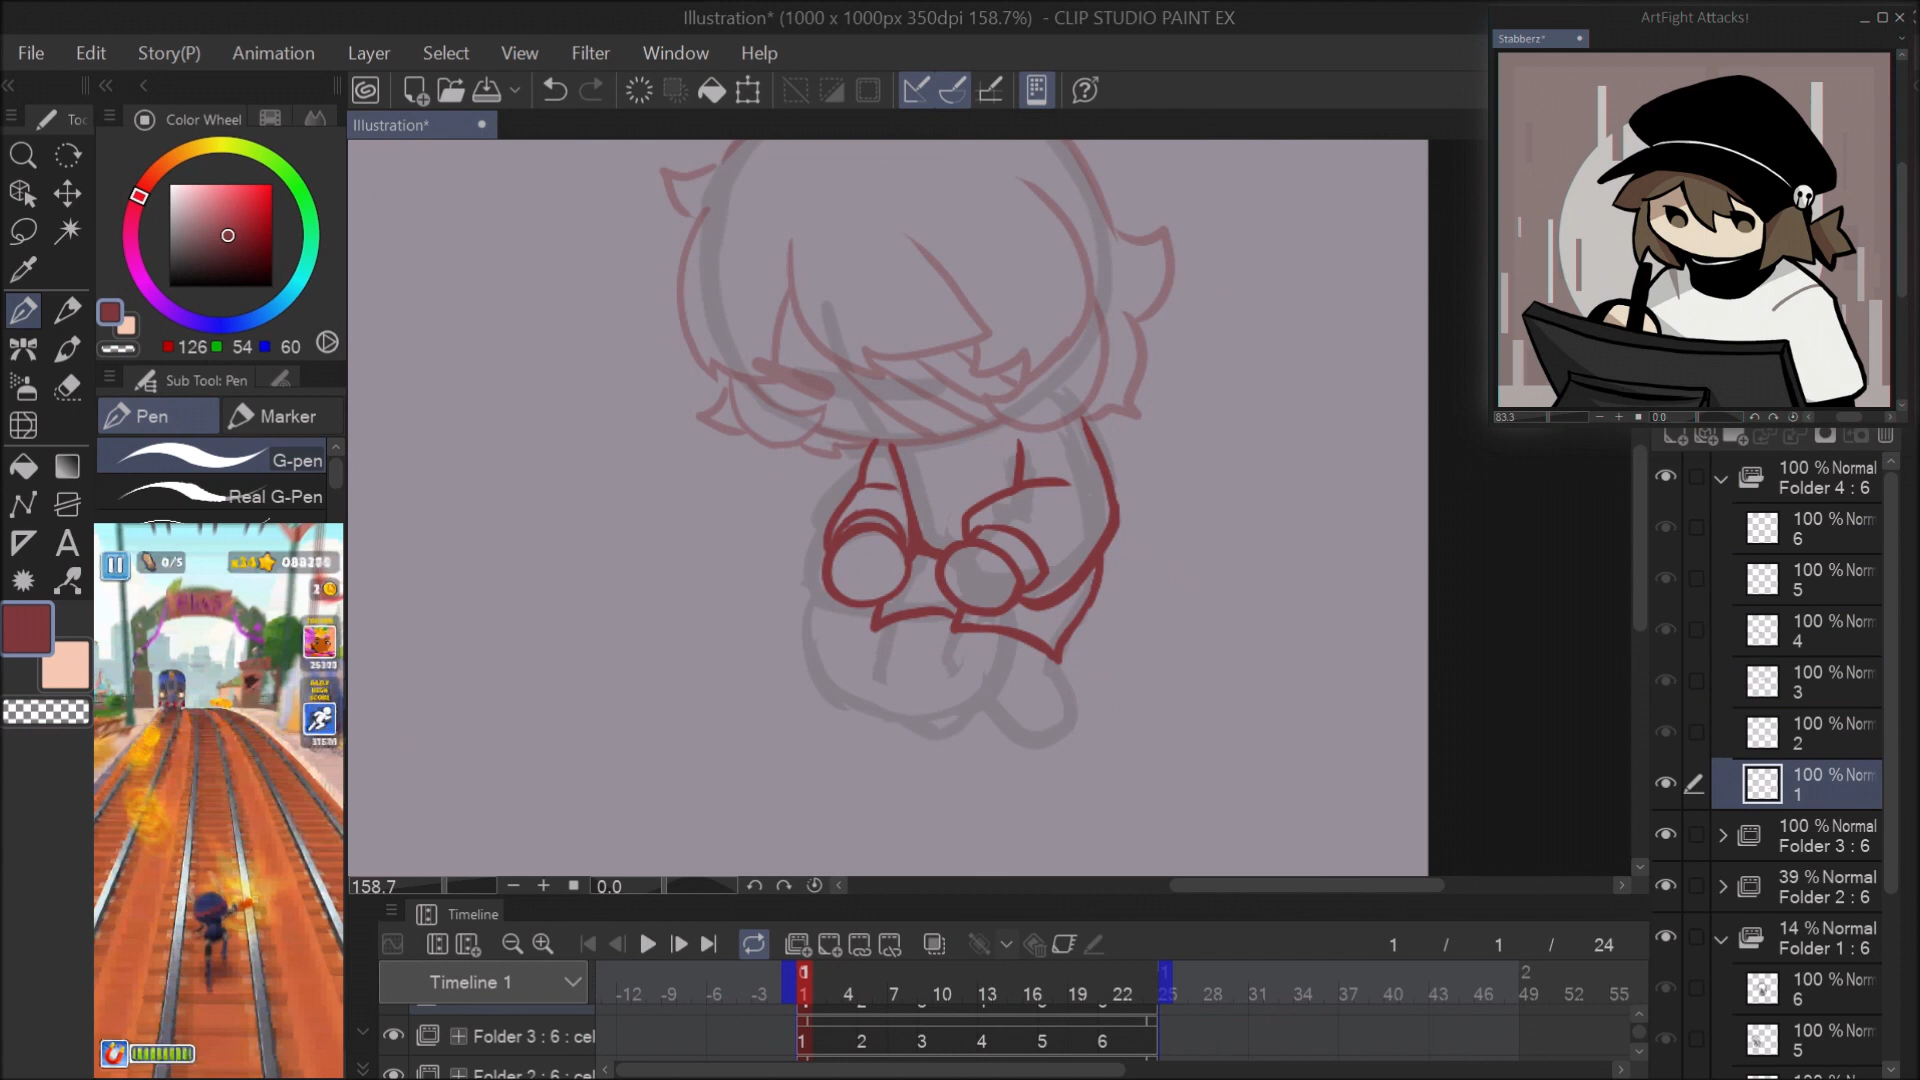 Illustration* (1000 x 1000px 350dpi 158.7%) - CLIP STUDIO PAINT EX
ArtFight Attacks!
File Edit Story(P) Animation Layer Select View Filter Window Help
Stabberz*
Illustration*
Color Wheel
126 54 60
Sub Tool: Pen
Pen
Marker
G-pen
Real G-Pen
0/5
83.3
0.0
100 % Normal
Folder 4 : 6
100 % Norm
6
100 % Norm
5
100 % Norm
4
100 % Norm
3
100 % Norm
2
100 % Norm
1
100 % Normal
Folder 3 : 6
39 % Normal
Folder 2 : 6
14 % Normal
Folder 1 : 6
100 % Norm
6
100 % Norm
5
158.7
0.0
Timeline
1 / 1 / 24
Timeline 1
-12 -9 -6 -3 1 4 7 10 13 16 19 22 25 28 31 34 37 40 43 46 49 52 55
2
Folder 3 : 6 : cel
1 2 3 4 5 6
Folder 2 : 6 : cel